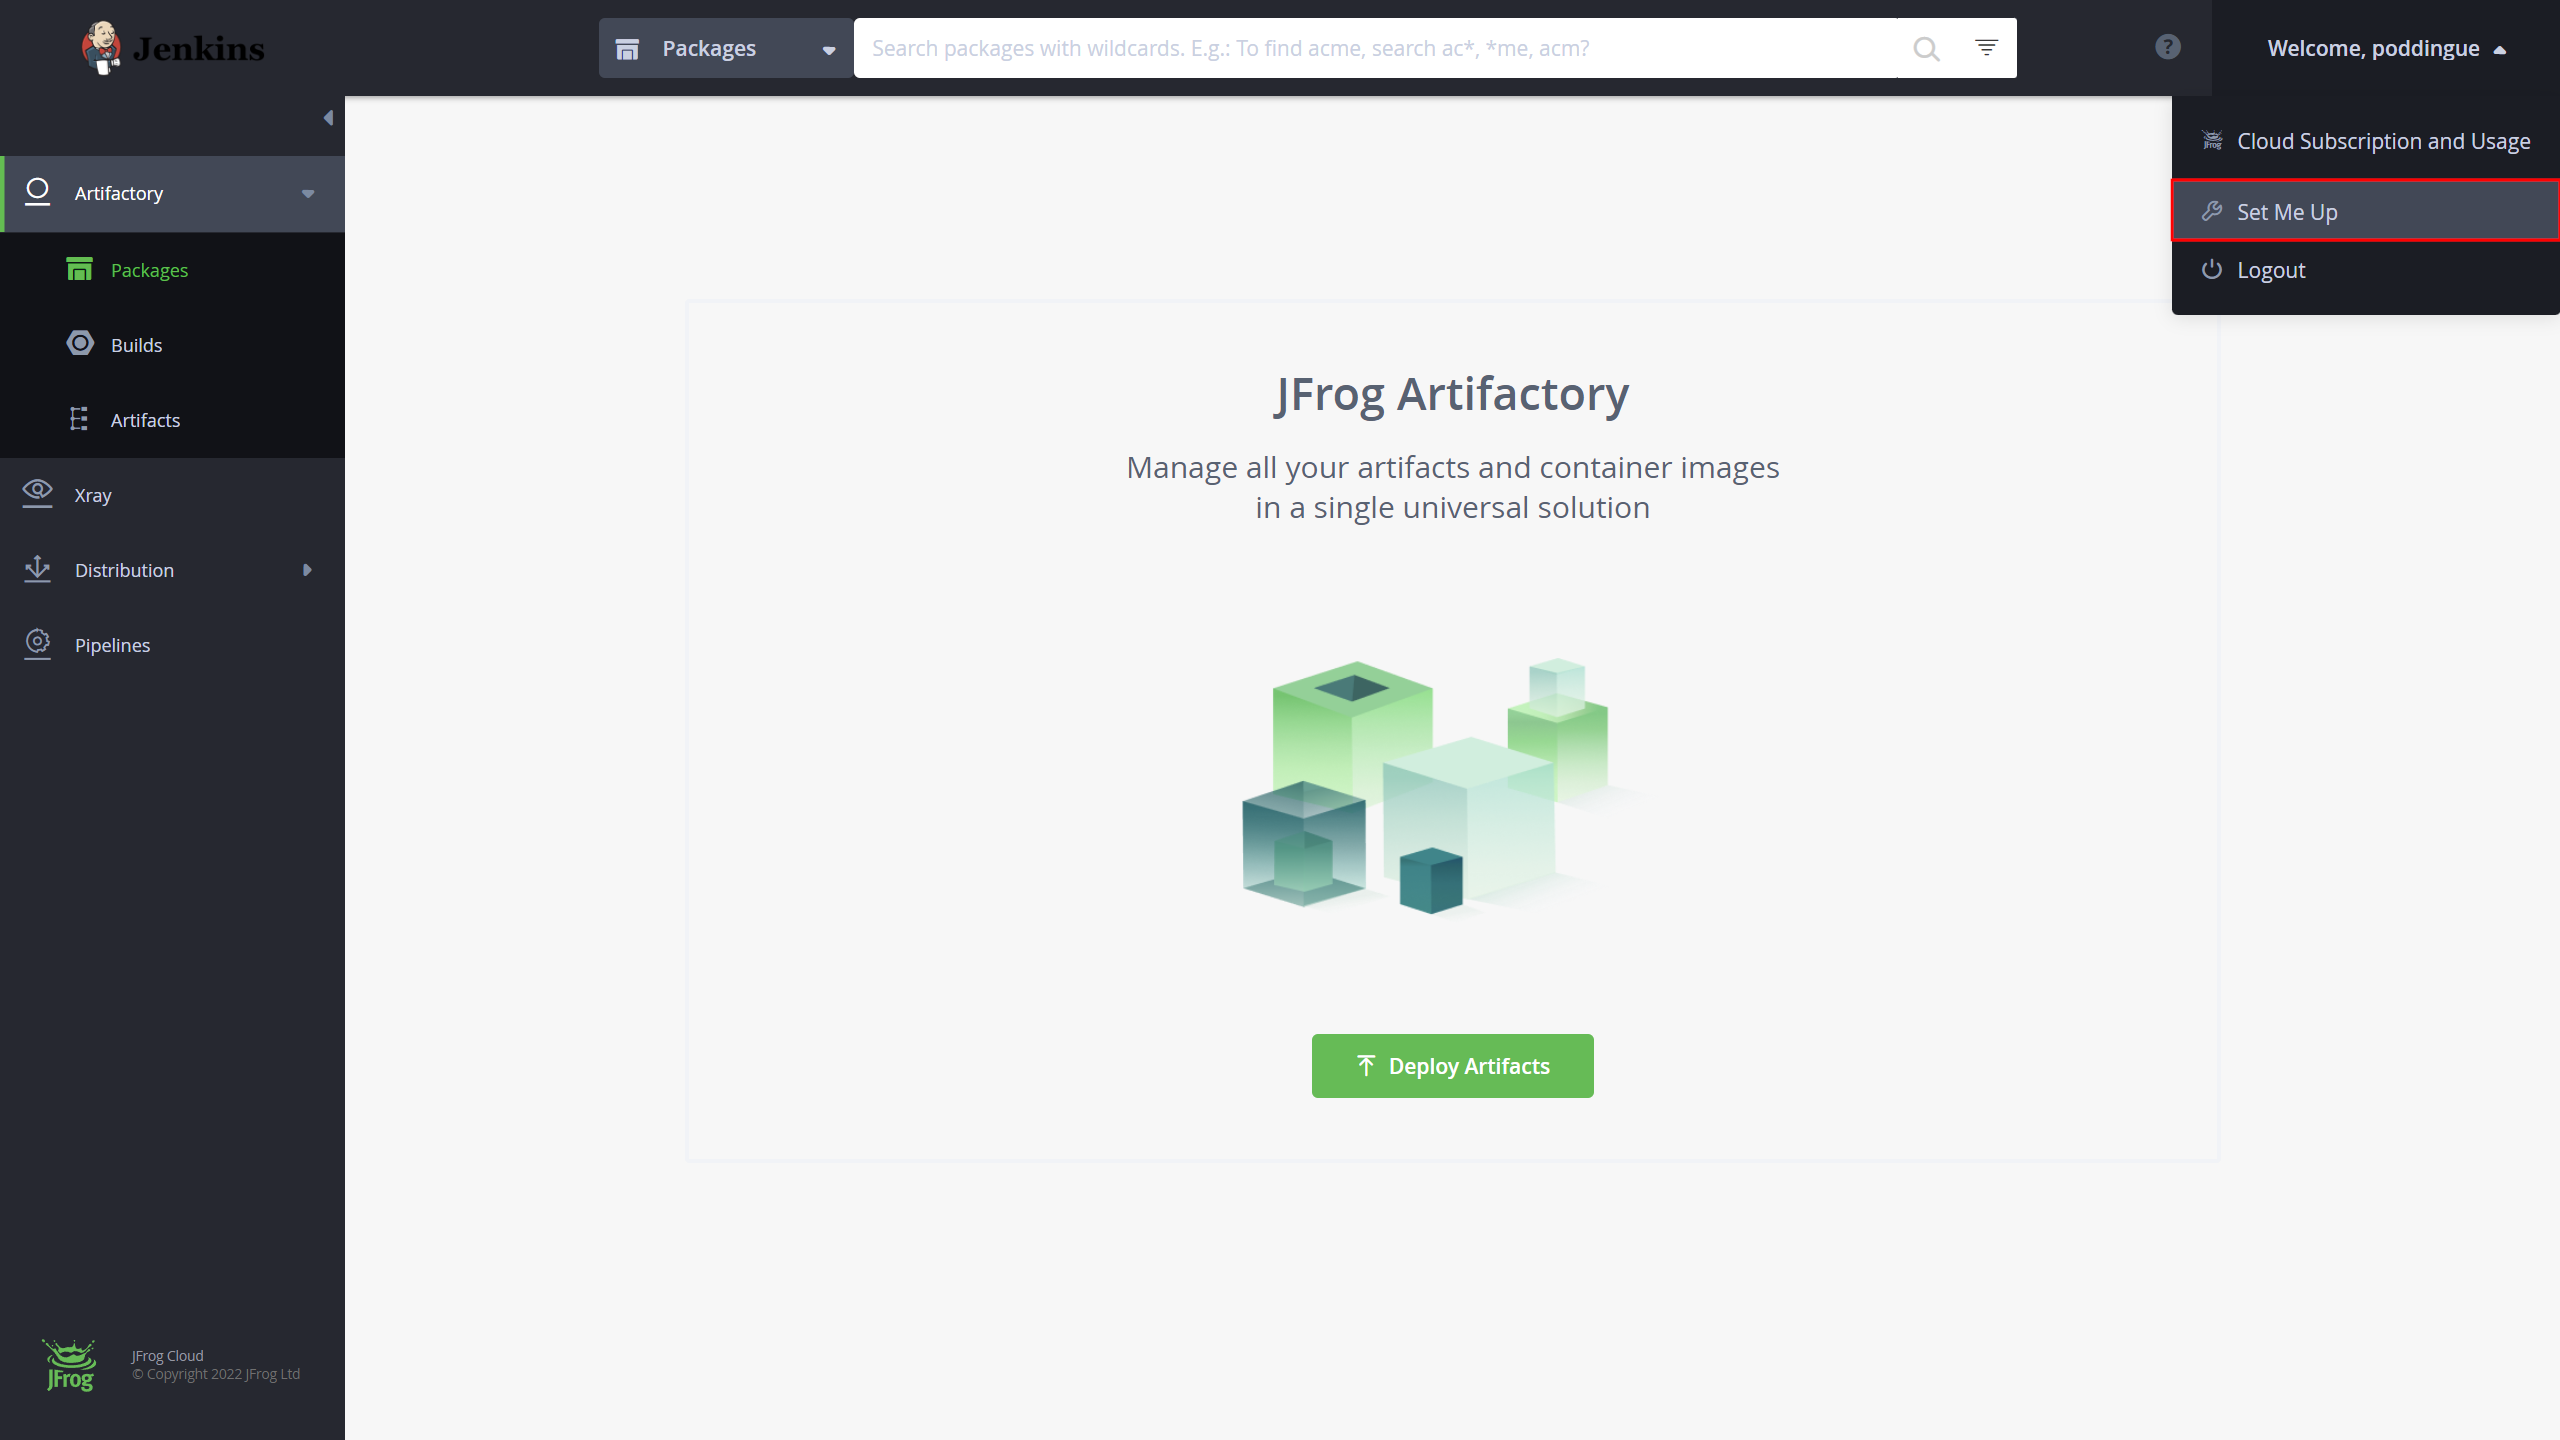 Jenkins
Packages
Search packages with wildcards. E.g.: To find acme, search ac*, *me, acm?
?
Welcome, poddingue
Cloud Subscription and Usage
Set Me Up
Logout
Artifactory
Packages
Builds
Artifacts
Xray
Distribution
Pipelines
JFrog Artifactory
Manage all your artifacts and container images
in a single universal solution
Deploy Artifacts
JFrog
JFrog Cloud
© Copyright 2022 JFrog Ltd